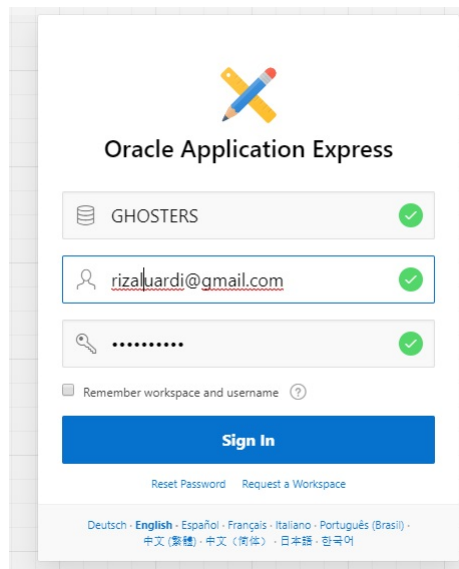 Oracle Application Express
GHOSTERS
rizaluardi@gmail.com
••••••••••
Remember workspace and username ?
Sign In
Reset Password Request a Workspace
Deutsch · English · Español · Français · Italiano · Português (Brasil) ·
中文 (繁體) · 中文（简体） · 日本語 · 한국어